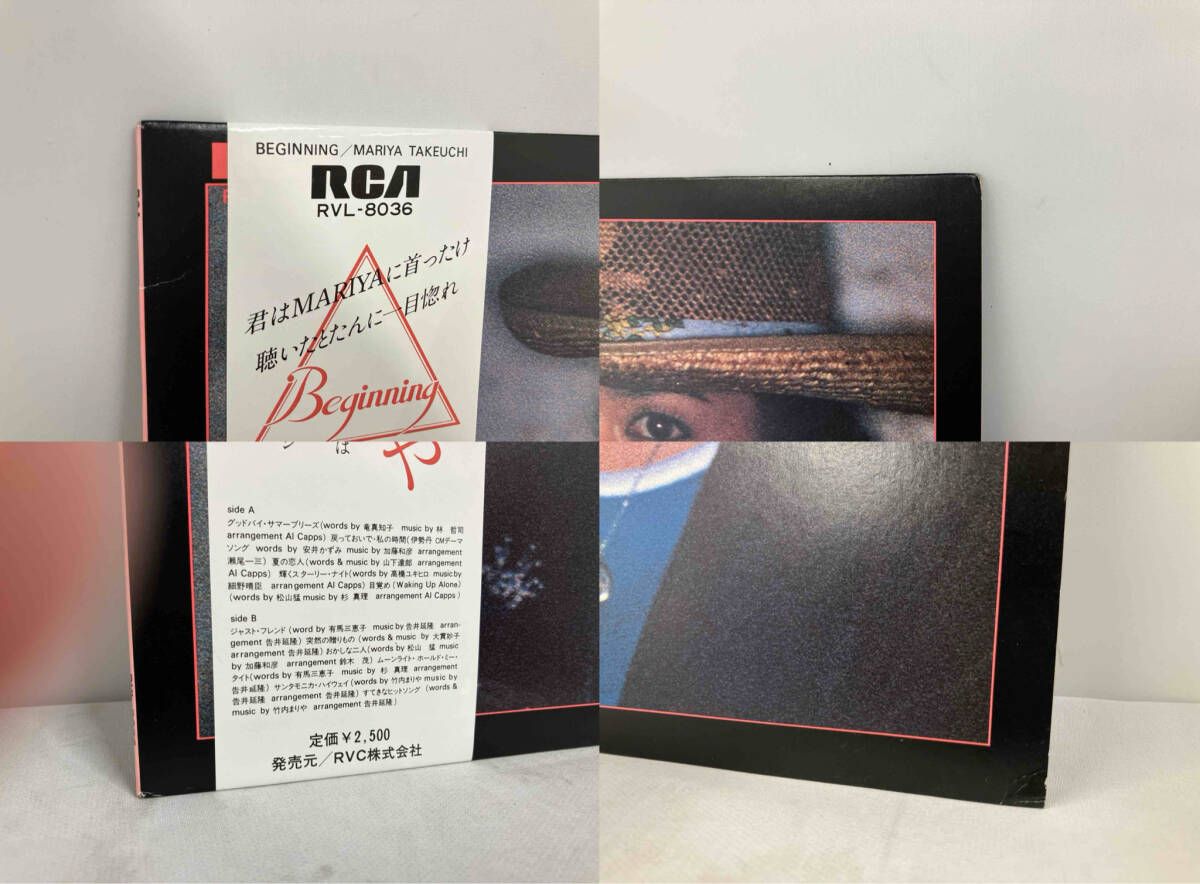 BEGINNING/MARIYA TAKEUCHI
RCA
RVL-8036
君はMARIYAに首ったけ
聴いたとたんに一目惚れ
Beginning
は
や
side A
グッドバイ・サマーブリーズ(words by 竜真知子 music by 林 哲司
arrangement Al Capps) 戻っておいで・私の時間(伊勢丹 CMテーマ
ソング words by 安井かずみ music by 加藤和彦 arrangement
瀬尾一三) 夏の恋人(words & music by 山下達郎 arrangement
Al Capps) 輝くスターリー・ナイト(words by 高橋ユキヒロ music by
細野晴臣 arrangement Al Capps) 目覚め(Waking Up Alone)
(words by 松山猛 music by 杉 真理 arrangement Al Capps)
side B
ジャスト・フレンド(word by 有馬三恵子 music by 告井延隆 arran-
gement 告井延隆) 突然の贈りもの(words & music by 大貫妙子
arrangement 告井延隆) おかしな二人(words by 松山 猛 music
by 加藤和彦 arrangement 鈴木 茂) ムーンライト・ホールド・ミー・
タイト(words by 有馬三恵子 music by 杉 真理 arrangement
告井延隆) サンタモニカ・ハイウェイ(words by 竹内まりや music by
告井延隆 arrangement 告井延隆) すてきなヒットソング (words &
music by 竹内まりや arrangement 告井延隆)
定価¥2,500
発売元/RVC株式会社